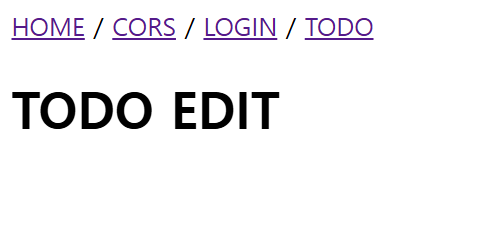 HOME / CORS / LOGIN / TODO
TODO EDIT